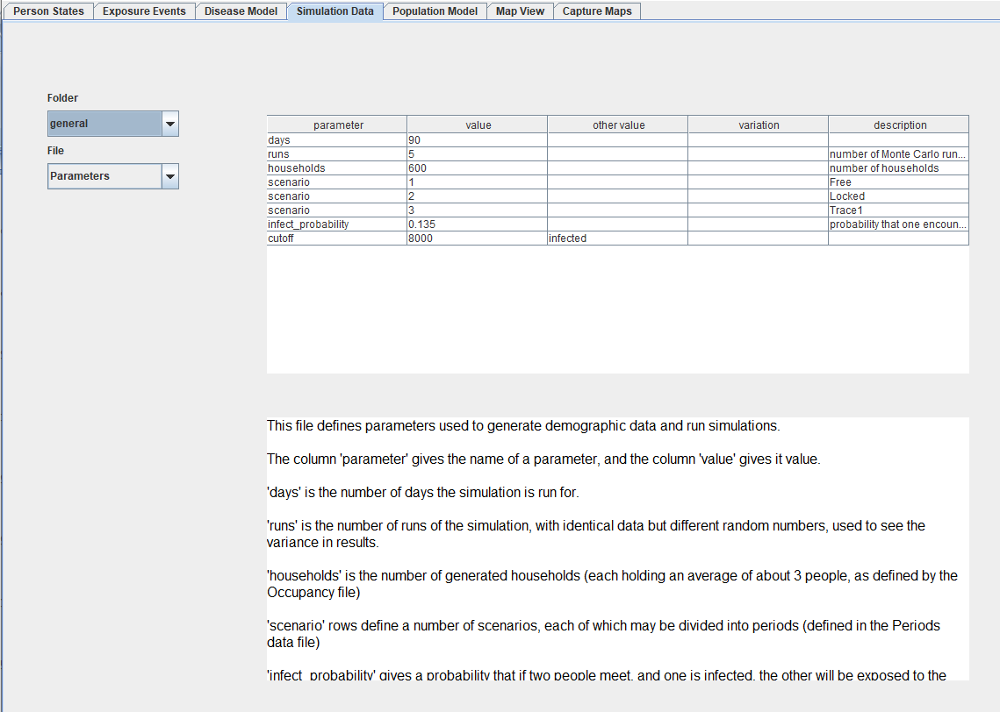 Person States Exposure Events Disease Model Simulation Data Population Model Map View Capture Maps
Folder
general
File
Parameters
parameter value other value variation description
days 90
runs 5 number of Monte Carlo run...
households 600 number of households
scenario 1 Free
scenario 2 Locked
scenario 3 Trace1
infect_probability 0.135 probability that one encoun...
cutoff 8000 infected
This file defines parameters used to generate demographic data and run simulations.
The column 'parameter' gives the name of a parameter, and the column 'value' gives it value.
'days' is the number of days the simulation is run for.
'runs' is the number of runs of the simulation, with identical data but different random numbers, used to see the
variance in results.
'households' is the number of generated households (each holding an average of about 3 people, as defined by the
Occupancy file)
'scenario' rows define a number of scenarios, each of which may be divided into periods (defined in the Periods
data file)
'infect_probability' gives a probability that if two people meet, and one is infected, the other will be exposed to the